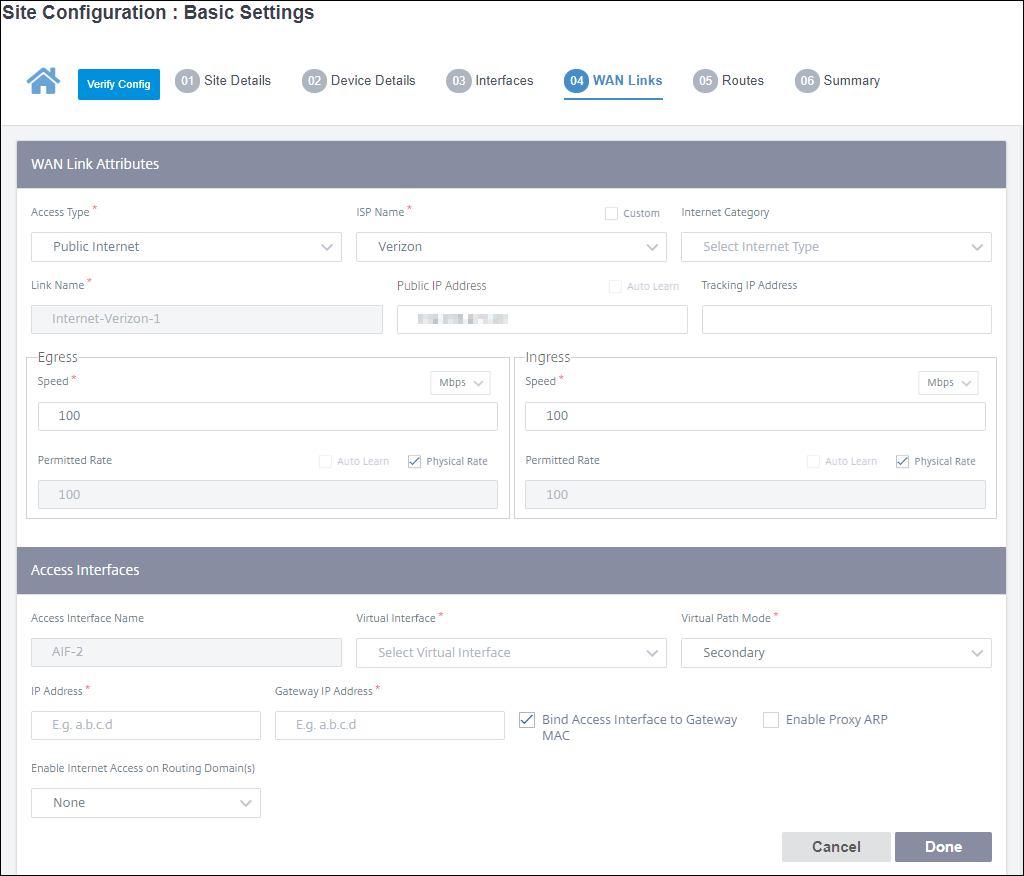 Site Configuration : Basic Settings
Verify Config 01 Site Details 02 Device Details 03 Interfaces 04 WAN Links 05 Routes 06 Summary
WAN Link Attributes
Access Type * ISP Name * Custom Internet Category
Public Internet Verizon Select Internet Type
Link Name * Public IP Address Auto Learn Tracking IP Address
Internet-Verizon-1
Egress Ingress
Speed * Mbps Speed * Mbps
100 100
Permitted Rate Auto Learn Physical Rate Permitted Rate Auto Learn Physical Rate
100 100
Access Interfaces
Access Interface Name Virtual Interface * Virtual Path Mode *
AIF-2 Select Virtual Interface Secondary
IP Address * Gateway IP Address *
E.g. a.b.c.d E.g. a.b.c.d Bind Access Interface to Gateway Enable Proxy ARP
MAC
Enable Internet Access on Routing Domain(s)
None
Cancel Done